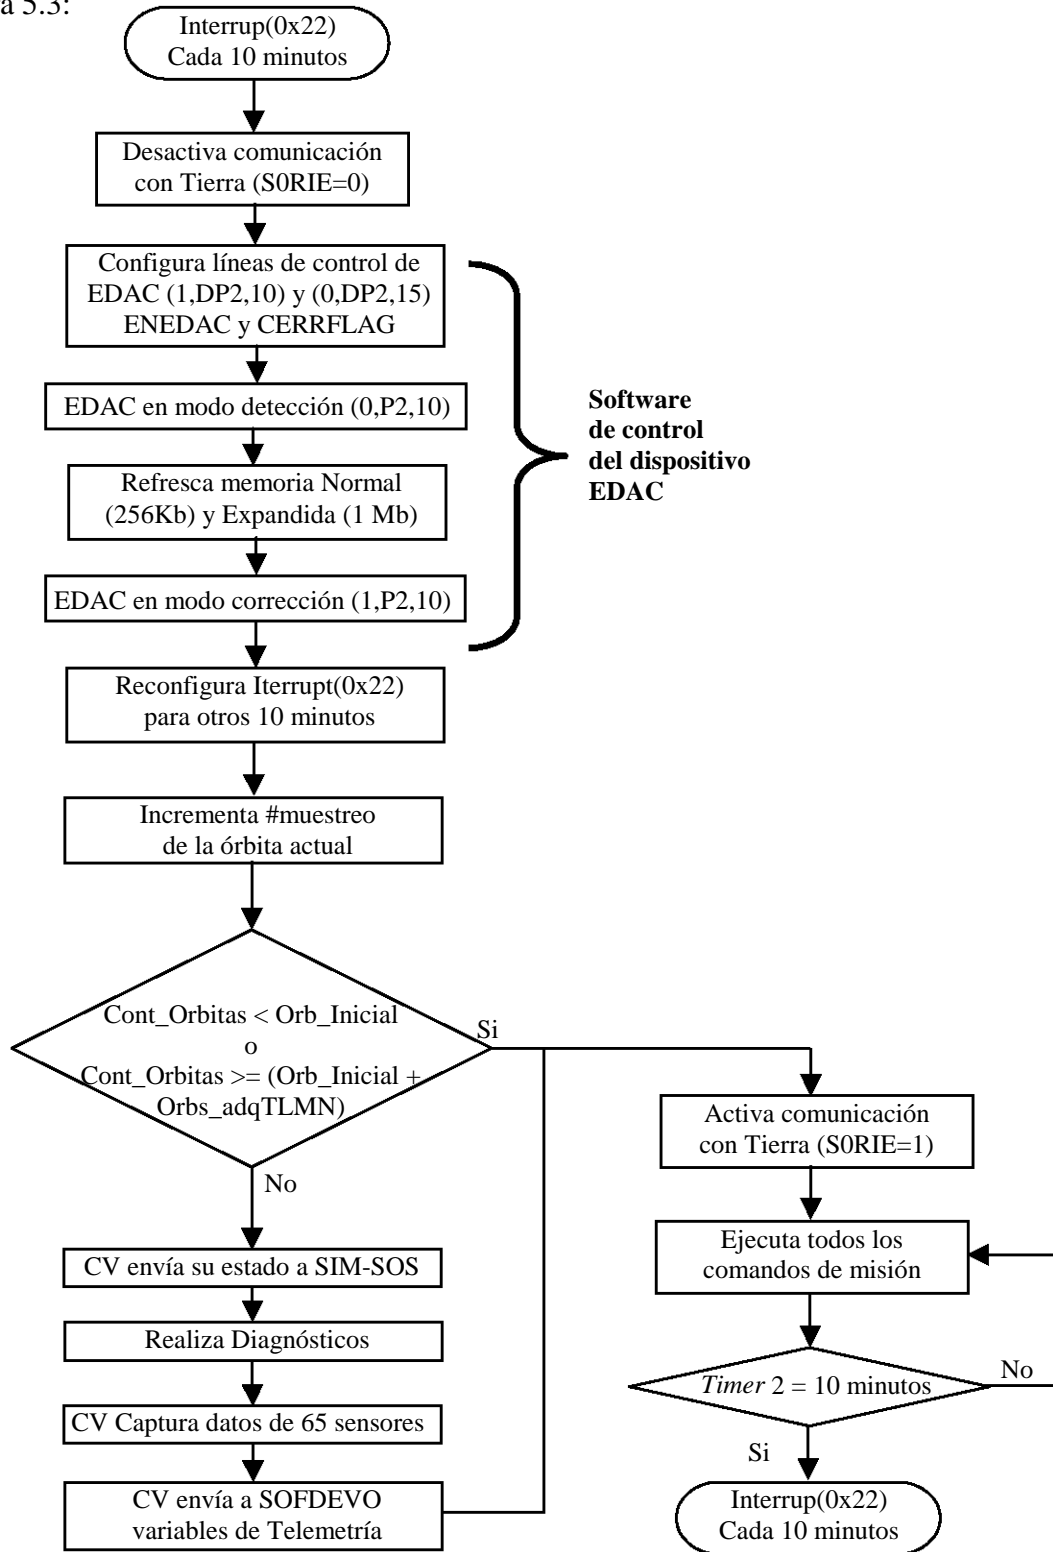 a 5.3:
Interrup(0x22)
Cada 10 minutos
Desactiva comunicación
con Tierra (S0RIE=0)
Configura líneas de control de
EDAC (1,DP2,10) y (0,DP2,15)
ENEDAC y CERRFLAG
EDAC en modo detección (0,P2,10)
Refresca memoria Normal
(256Kb) y Expandida (1 Mb)
EDAC en modo corrección (1,P2,10)
Software
de control
del dispositivo
EDAC
Reconfigura Iterrupt(0x22)
para otros 10 minutos
Incrementa #muestreo
de la órbita actual
Cont_Orbitas < Orb_Inicial
o
Cont_Orbitas >= (Orb_Inicial +
Orbs_adqTLMN)
Si
No
CV envía su estado a SIM-SOS
Realiza Diagnósticos
CV Captura datos de 65 sensores
CV envía a SOFDEVO
variables de Telemetría
Activa comunicación
con Tierra (S0RIE=1)
Ejecuta todos los
comandos de misión
Timer 2 = 10 minutos
No
Si
Interrup(0x22)
Cada 10 minutos